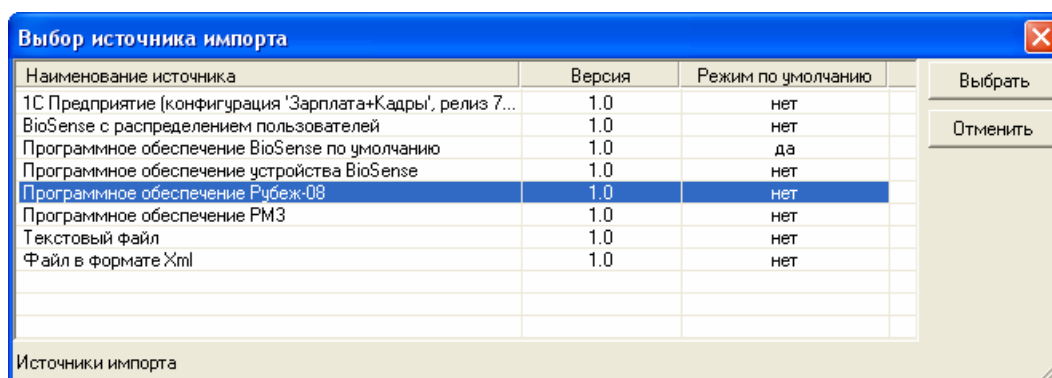 Выбор источника импорта
Наименование источника Версия Режим по умолчанию
Выбрать
1С Предприятие (конфигурация 'Зарплата+Кадры', релиз 7... 1.0 нет
BioSense с распределением пользователей 1.0 нет
Отменить
Программное обеспечение BioSense по умолчанию 1.0 да
Программное обеспечение устройства BioSense 1.0 нет
Программное обеспечение Рубеж-08 1.0 нет
Программное обеспечение РМЗ 1.0 нет
Текстовый файл 1.0 нет
Файл в формате Xml 1.0 нет
Источники импорта